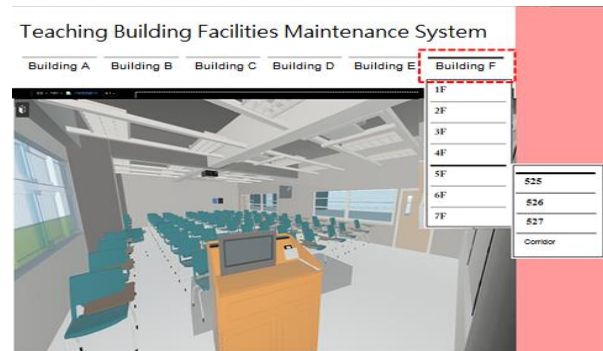 Teaching Building Facilities Maintenance System
Building A Building B Building C Building D Building E Building F
1F
2F
3F
4F
5F
6F
7F
525
526
527
Corridor